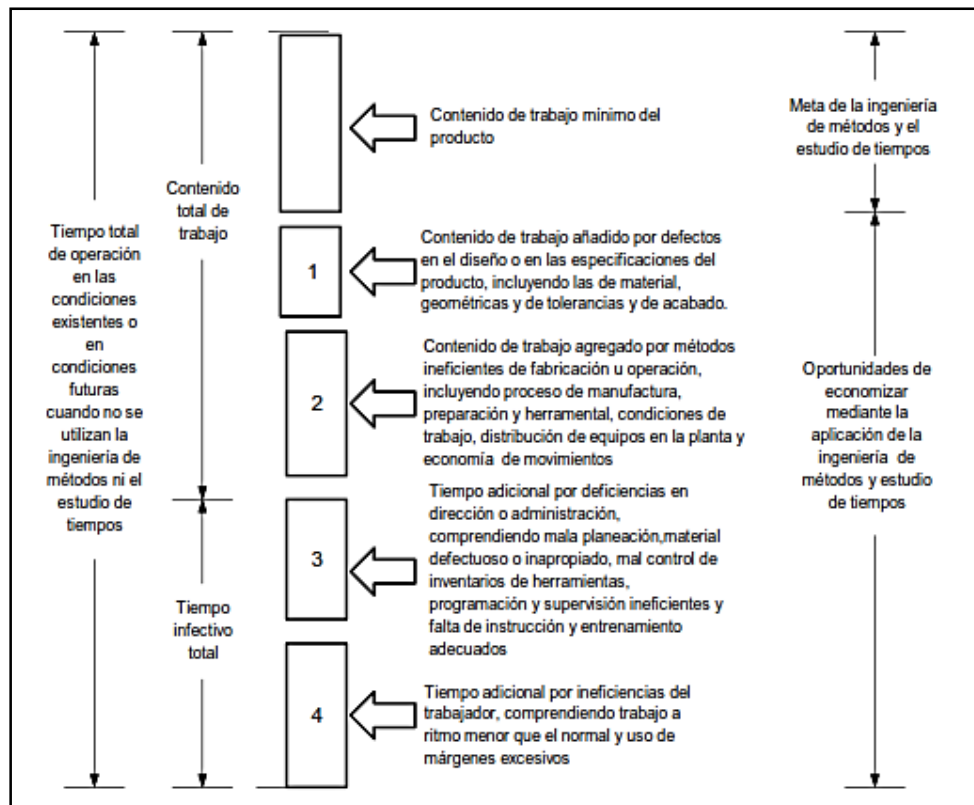 Tiempo total
de operación
en las
condiciones
existentes o
en
condiciones
futuras
cuando no se
utilizan la
ingeniería de
métodos ni el
estudio de
tiempos
Contenido
total de
trabajo
Tiempo
infectivo
total
Contenido de trabajo mínimo del
producto
1
Contenido de trabajo añadido por defectos
en el diseño o en las especificaciones del
producto, incluyendo las de material,
geométricas y de tolerancias y de acabado.
2
Contenido de trabajo agregado por métodos
ineficientes de fabricación u operación,
incluyendo proceso de manufactura,
preparación y herramental, condiciones de
trabajo, distribución de equipos en la planta y
economía de movimientos
3
Tiempo adicional por deficiencias en
dirección o administración,
comprendiendo mala planeación,material
defectuoso o inapropiado, mal control de
inventarios de herramientas,
programación y supervisión ineficientes y
falta de instrucción y entrenamiento
adecuados
4
Tiempo adicional por ineficiencias del
trabajador, comprendiendo trabajo a
ritmo menor que el normal y uso de
márgenes excesivos
Meta de la ingeniería
de métodos y el
estudio de tiempos
Oportunidades de
economizar
mediante la
aplicación de la
ingeniería de
métodos y estudio
de tiempos